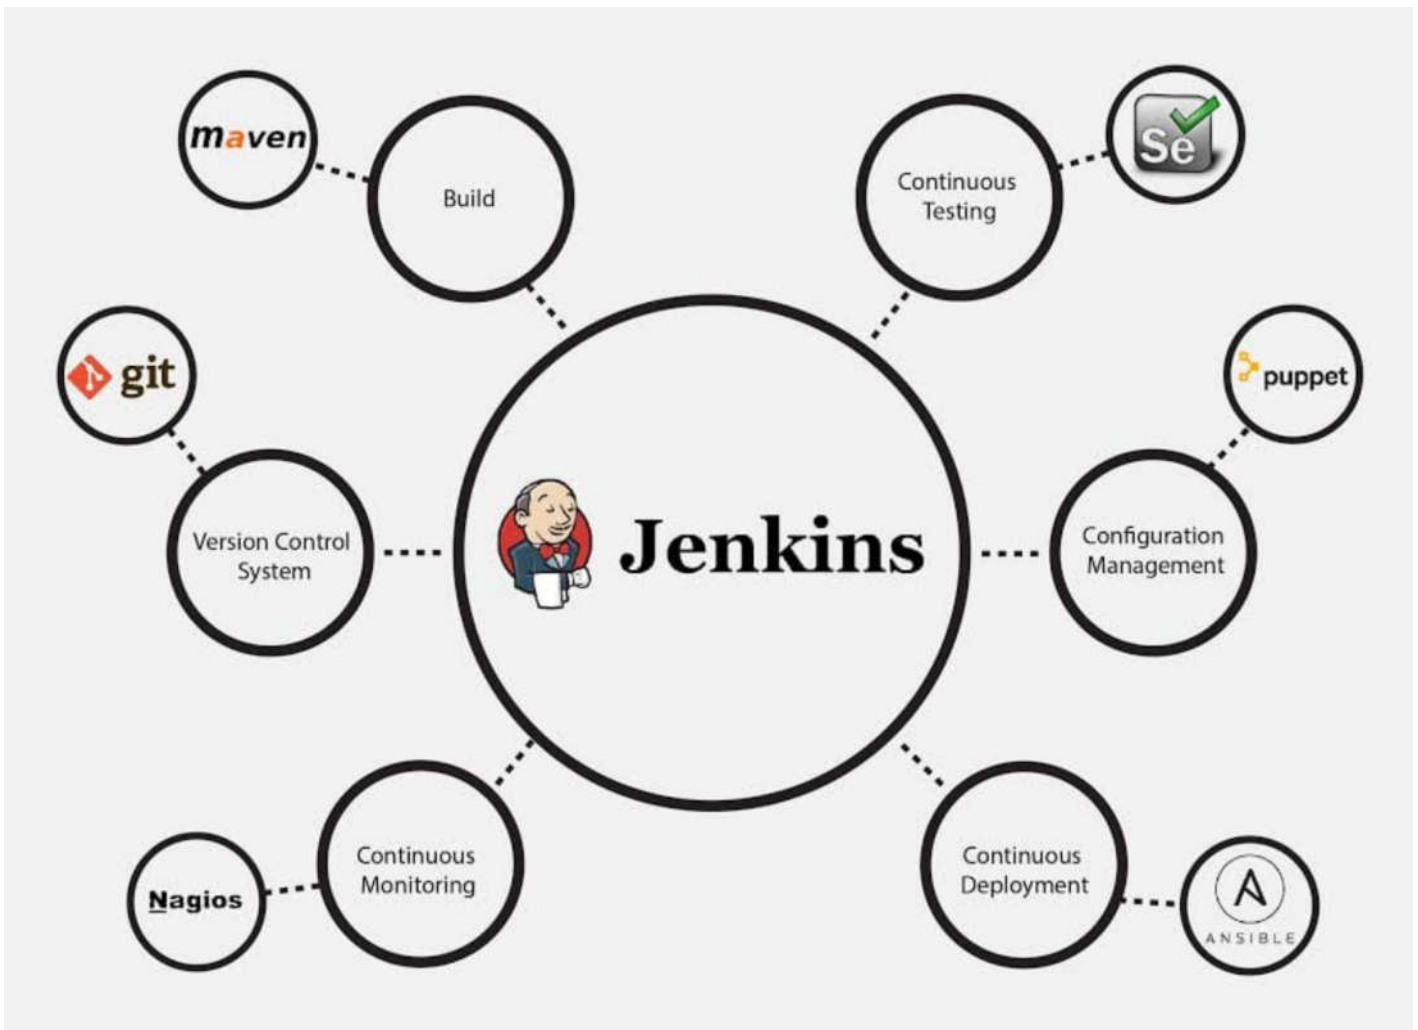 maven
Build
Continuous
Testing
Se
git
puppet
Version Control
System
Jenkins
Configuration
Management
Nagios
Continuous
Monitoring
Continuous
Deployment
A
ANSIBLE